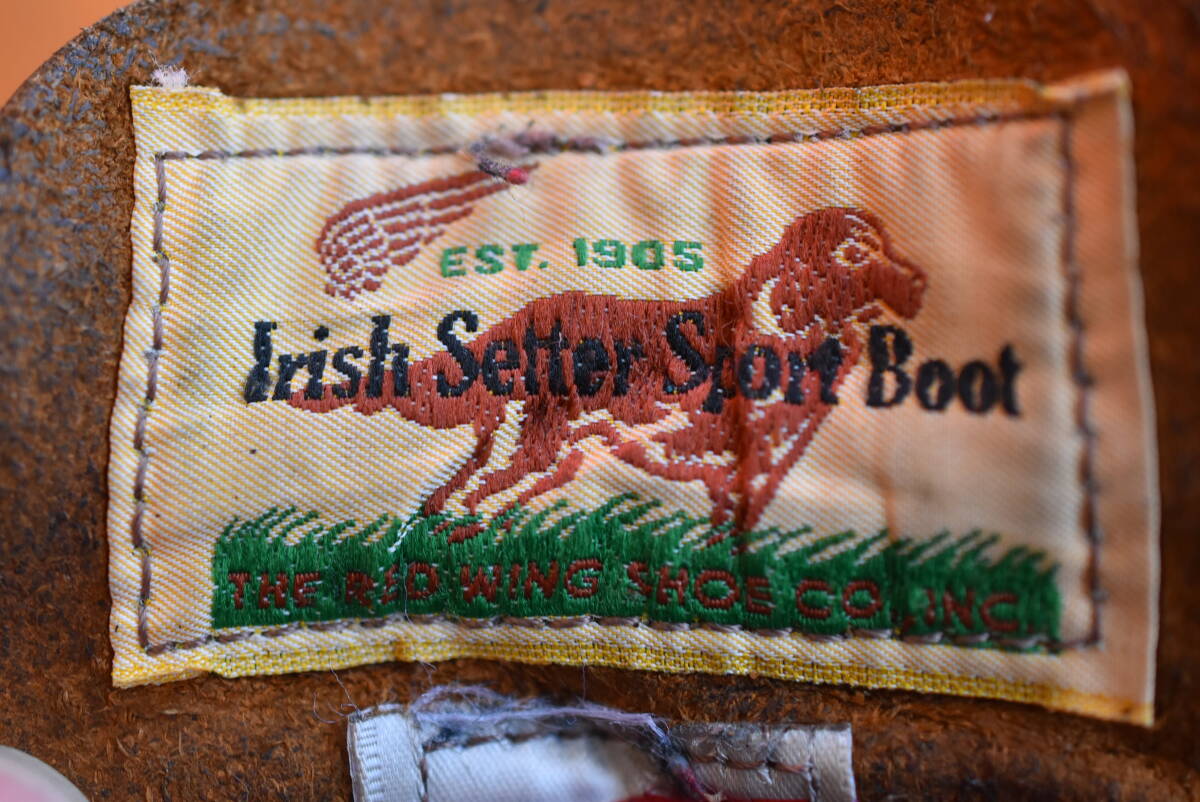 EST. 1905
Irish Setter Sport Boot
THE RED WING SHOE CO., INC.